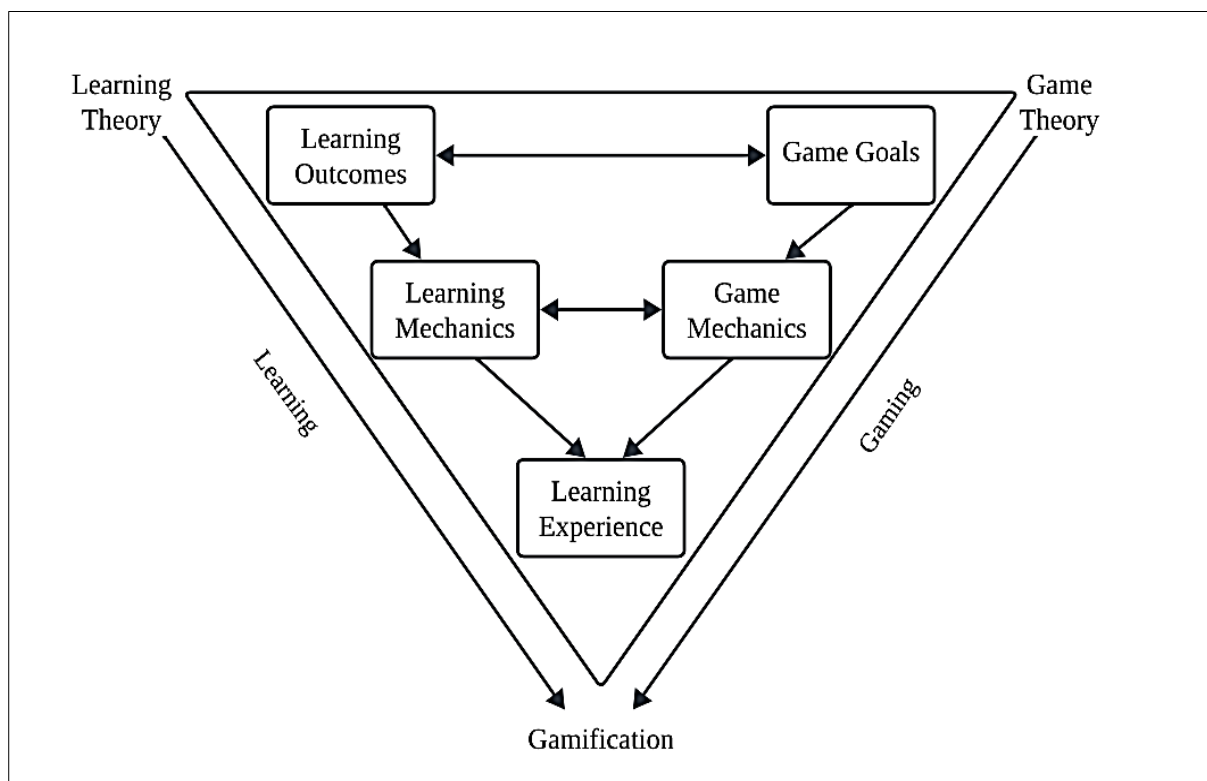 Learning
Theory
Game
Theory
Learning
Outcomes
Game Goals
Learning
Mechanics
Game
Mechanics
Learning
Gaming
Learning
Experience
Gamification